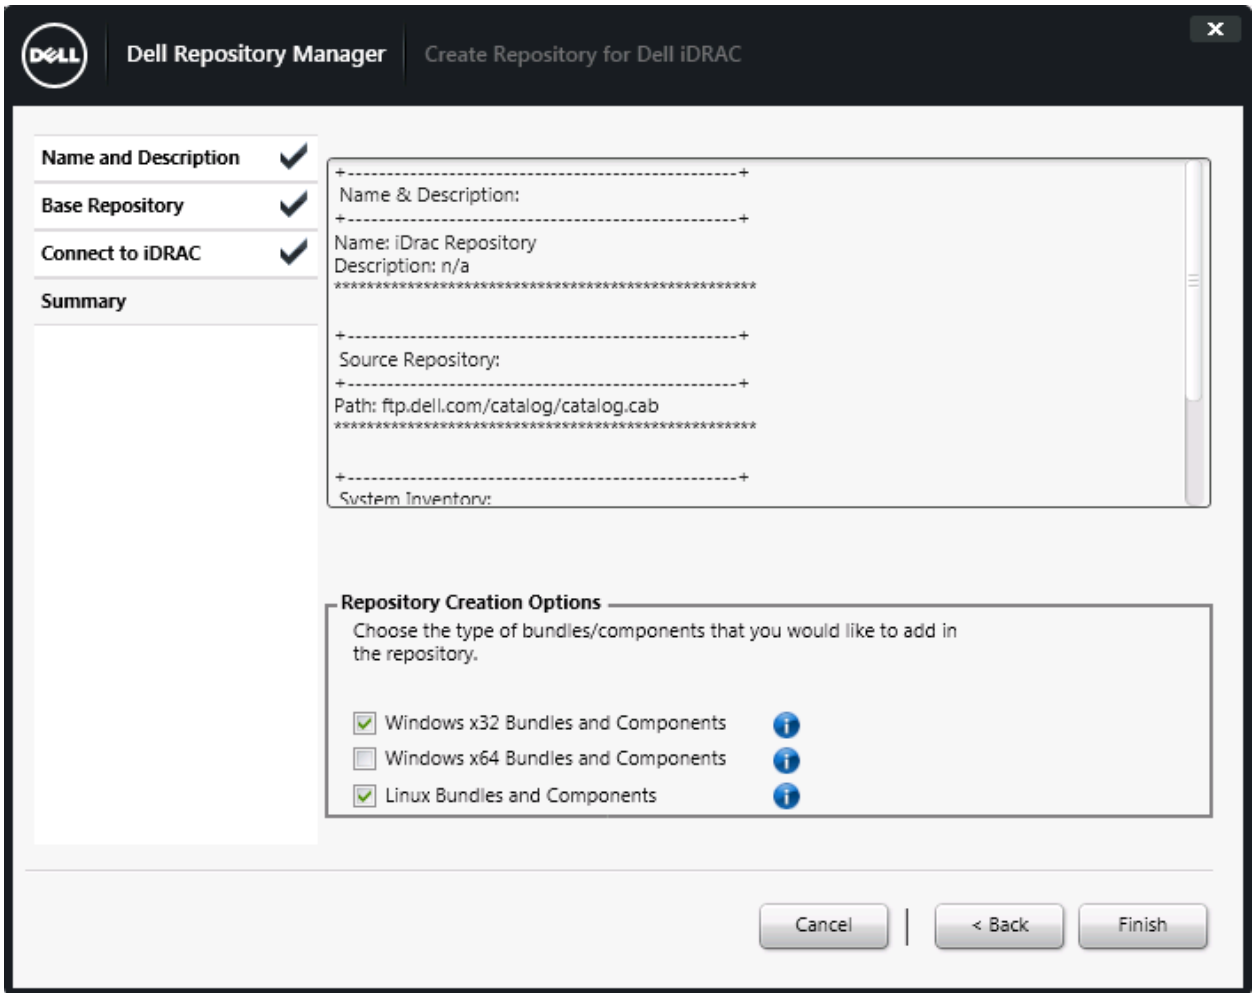 DELL
Dell Repository Manager
Create Repository for Dell iDRAC
x
Name and Description
Base Repository
Connect to iDRAC
Summary
+-------------------------------------------------+
Name & Description:
+-------------------------------------------------+
Name: iDrac Repository
Description: n/a
****************************************************
+-------------------------------------------------+
Source Repository:
+-------------------------------------------------+
Path: ftp.dell.com/catalog/catalog.cab
****************************************************
+-------------------------------------------------+
System Inventory:
Repository Creation Options
Choose the type of bundles/components that you would like to add in
the repository.
Windows x32 Bundles and Components
Windows x64 Bundles and Components
Linux Bundles and Components
Cancel
< Back
Finish